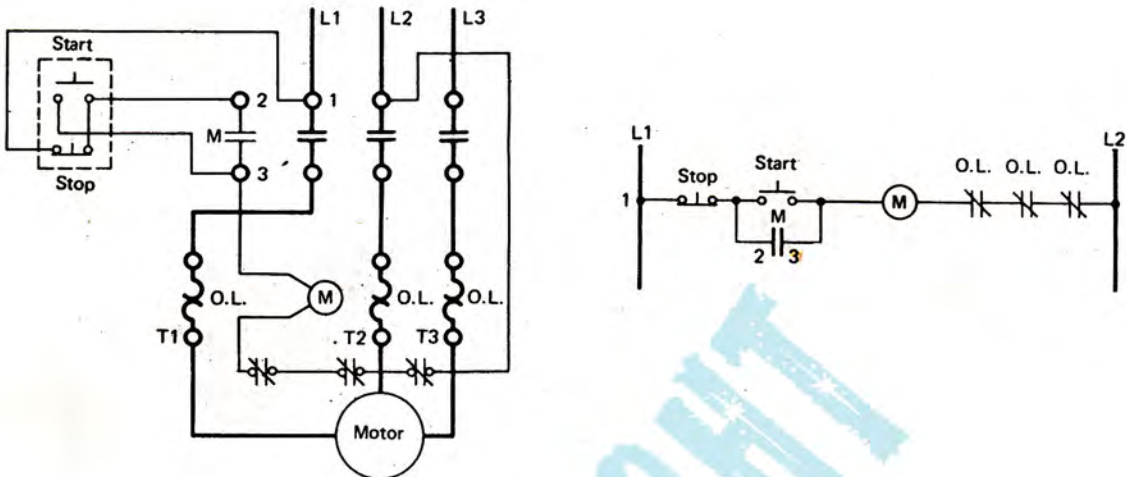 L1 L2 L3
Start
1
2
M
3
Stop
O.L. M O.L. O.L.
T1 T2 T3
Motor
L1 L2
Stop Start O.L. O.L. O.L.
1 M
M
2 3